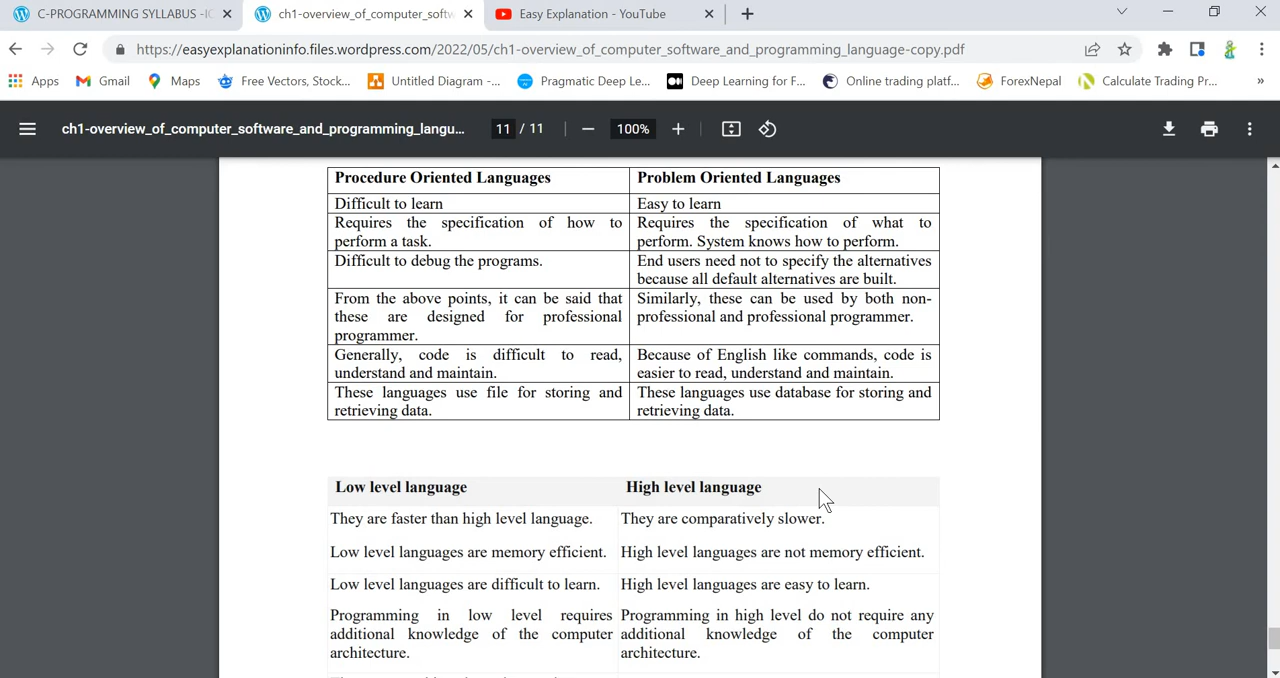 C-PROGRAMMING SYLLABUS -IC
ch1-overview_of_computer_softw
Easy Explanation - YouTube
https://easyexplanationinfo.files.wordpress.com/2022/05/ch1-overview_of_computer_software_and_programming_language-copy.pdf
Apps Gmail Maps Free Vectors, Stock... Untitled Diagram -... Pragmatic Deep Le... Deep Learning for F... Online trading platf... ForexNepal Calculate Trading Pr... »
ch1-overview_of_computer_software_and_programming_langu... 11 / 11 100%
Procedure Oriented Languages
Problem Oriented Languages
Difficult to learn
Easy to learn
Requires the specification of how to
perform a task.
Requires the specification of what to
perform. System knows how to perform.
Difficult to debug the programs.
End users need not to specify the alternatives
because all default alternatives are built.
From the above points, it can be said that
these are designed for professional
programmer.
Similarly, these can be used by both non-
professional and professional programmer.
Generally, code is difficult to read,
understand and maintain.
Because of English like commands, code is
easier to read, understand and maintain.
These languages use file for storing and
retrieving data.
These languages use database for storing and
retrieving data.
Low level language
High level language
They are faster than high level language.
They are comparatively slower.
Low level languages are memory efficient.
High level languages are not memory efficient.
Low level languages are difficult to learn.
High level languages are easy to learn.
Programming in low level requires
additional knowledge of the computer
architecture.
Programming in high level do not require any
additional knowledge of the computer
architecture.